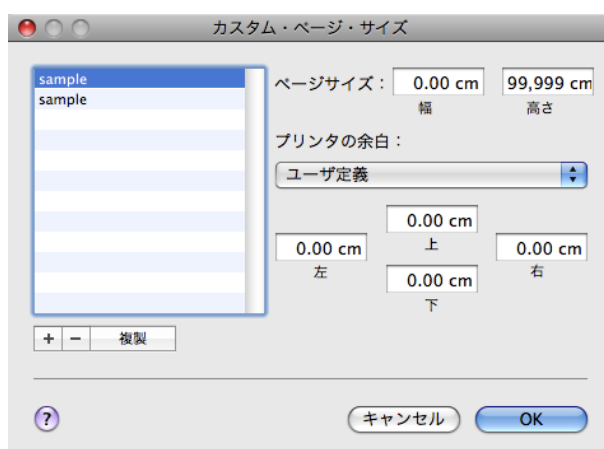 カスタム・ページ・サイズ
sample
sample
ページサイズ：
0.00 cm
99,999 cm
幅
高さ
プリンタの余白：
ユーザ定義
0.00 cm
上
0.00 cm
左
0.00 cm
右
0.00 cm
下
+ − 複製
?
キャンセル
OK